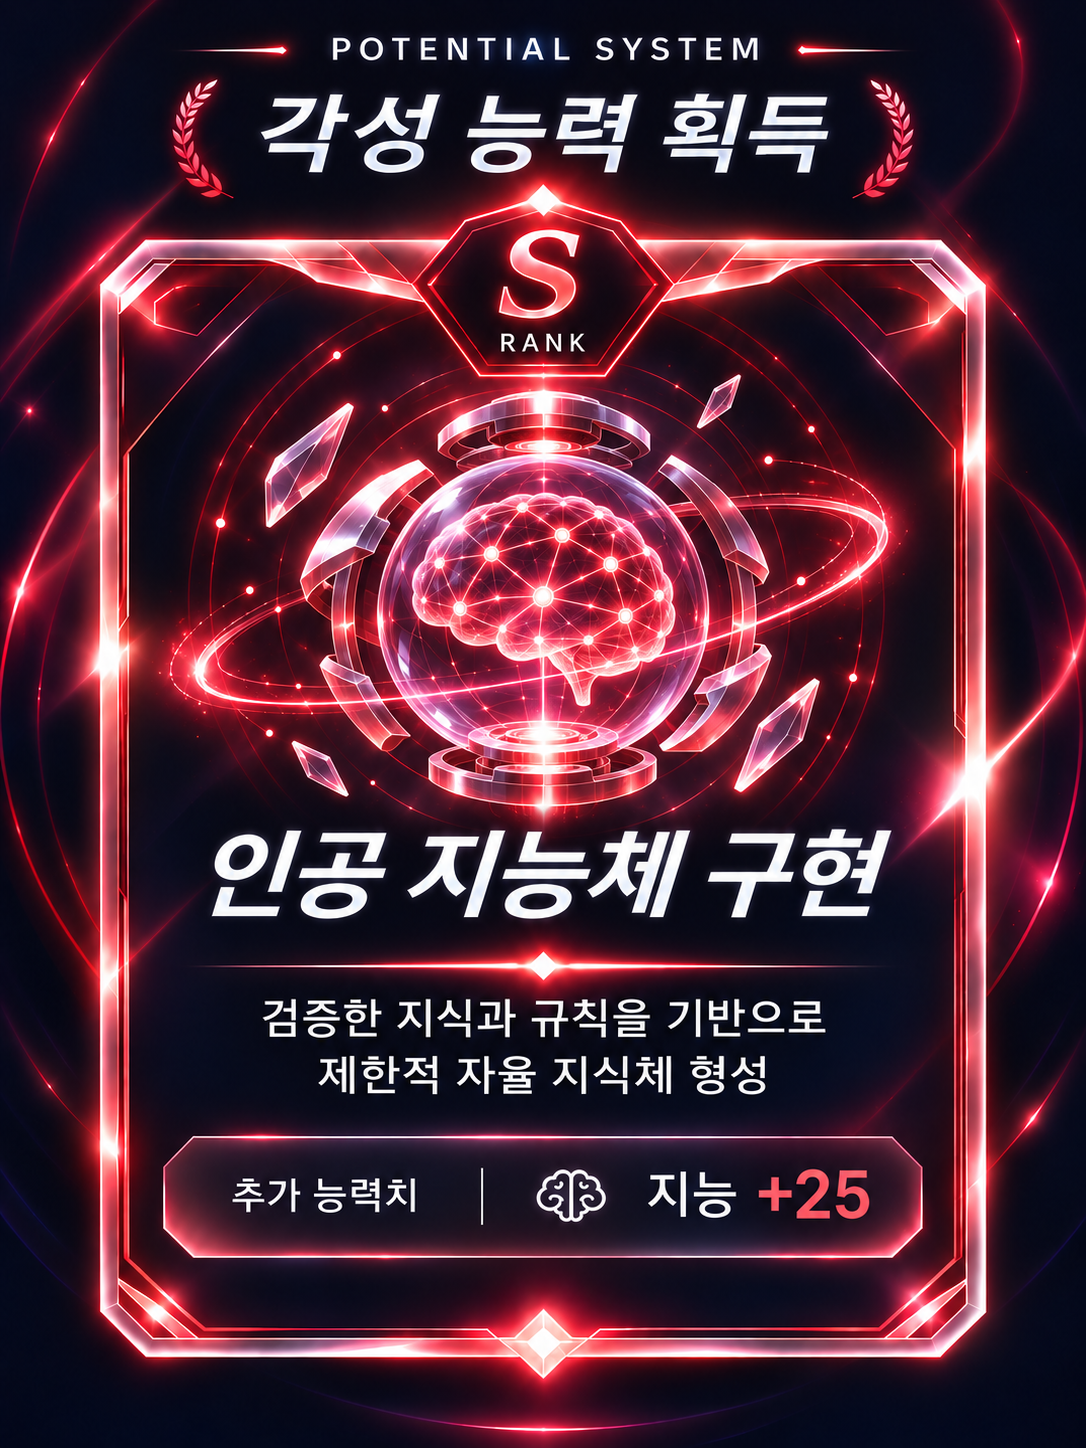 POTENTIAL SYSTEM
각성 능력 획득
S
RANK
인공 지능체 구현
검증한 지식과 규칙을 기반으로
제한적 자율 지식체 형성
추가 능력치 지능 +25